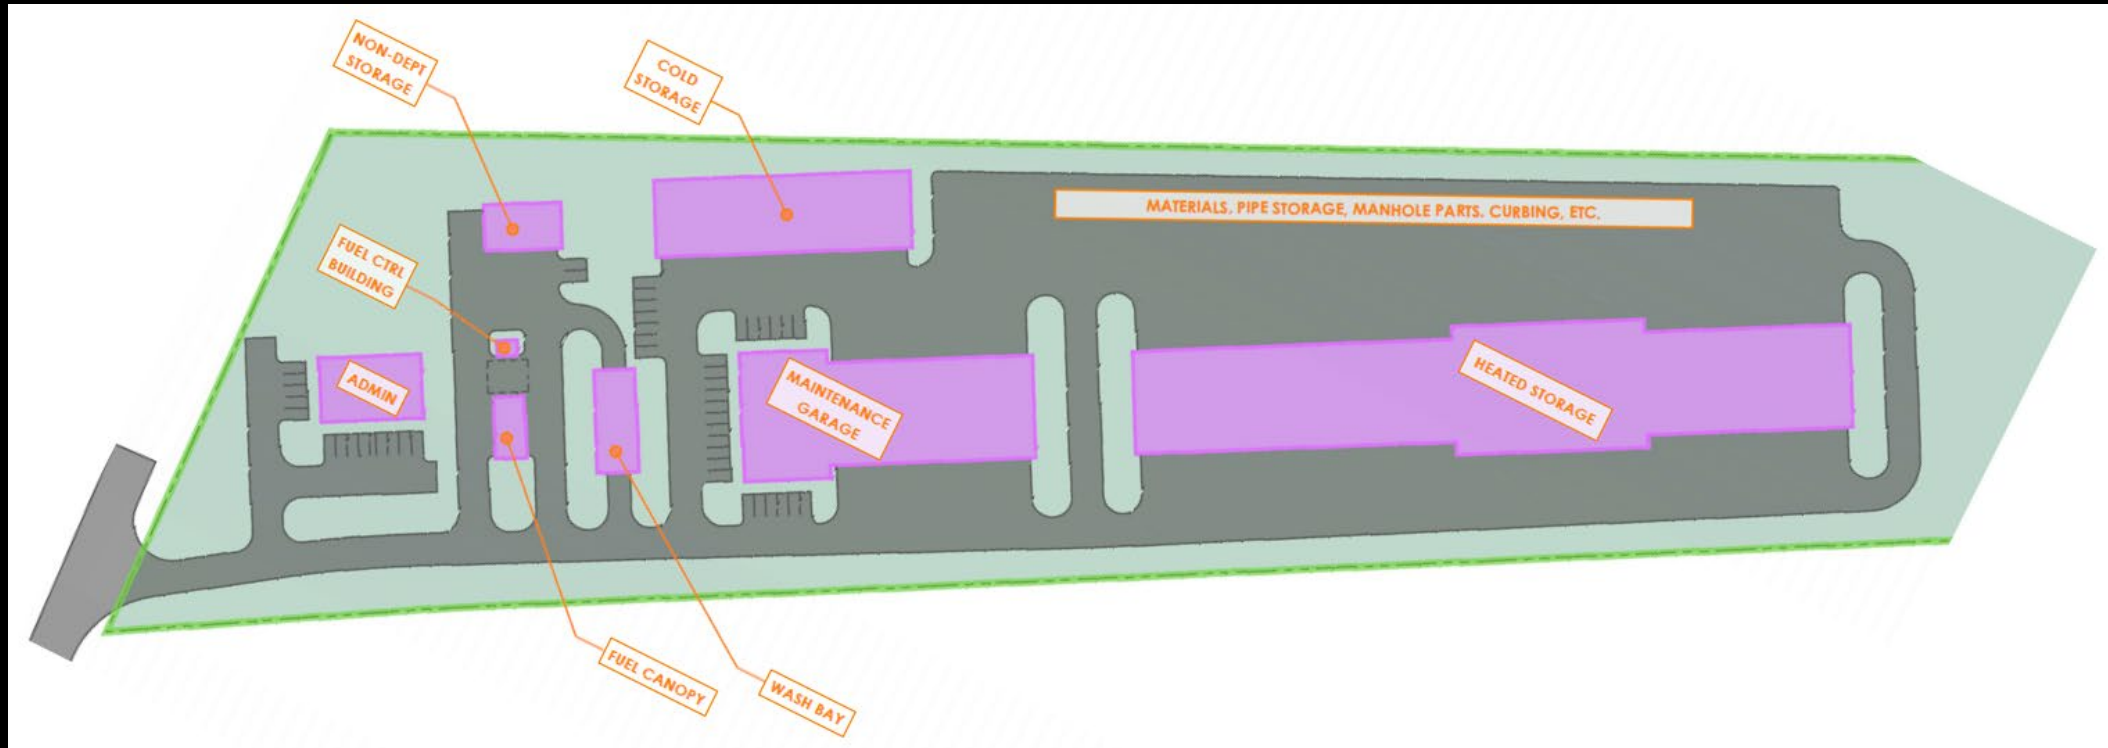 NON-DEPT
STORAGE
COLD
STORAGE
MATERIALS, PIPE STORAGE, MANHOLE PARTS, CURBING, ETC.
FUEL CTRL
BUILDING
ADMIN
MAINTENANCE
GARAGE
HEATED STORAGE
FUEL CANOPY
WASH BAY